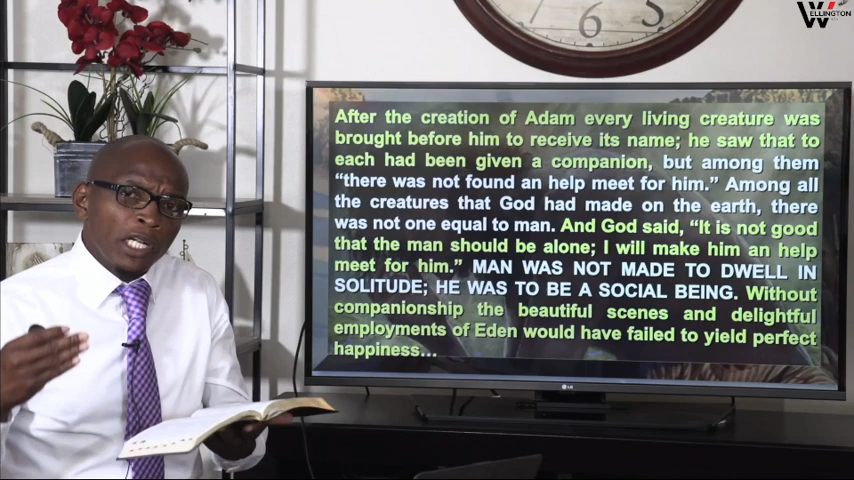 WELLINGTON
6
5
After the creation of Adam every living creature was
brought before him to receive its name; he saw that to
each had been given a companion, but among them
“there was not found an help meet for him.” Among all
the creatures that God had made on the earth, there
was not one equal to man. And God said, “It is not good
that the man should be alone; I will make him an help
meet for him.” MAN WAS NOT MADE TO DWELL IN
SOLITUDE; HE WAS TO BE A SOCIAL BEING. Without
companionship the beautiful scenes and delightful
employments of Eden would have failed to yield perfect
happiness…
LG